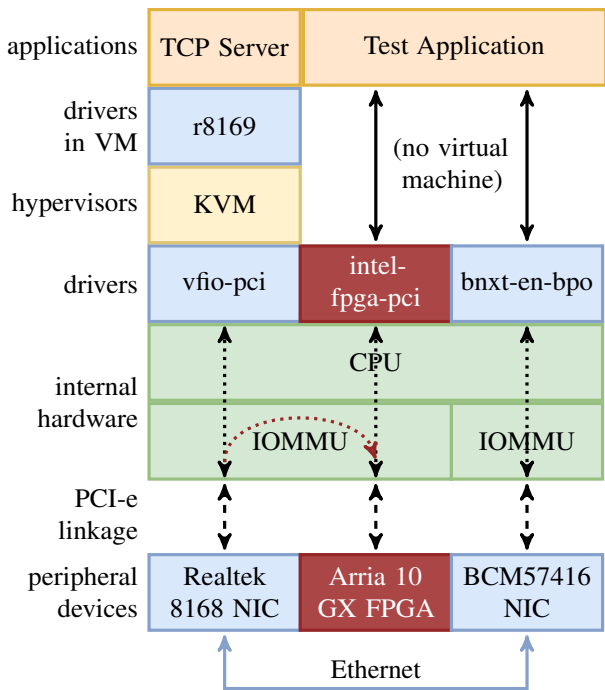 applications
TCP Server
Test Application
drivers
in VM
r8169
(no virtual
machine)
hypervisors
KVM
drivers
vfio-pci
intel-
fpga-pci
bnxt-en-bpo
internal
hardware
CPU
IOMMU
IOMMU
PCI-e
linkage
peripheral
devices
Realtek
8168 NIC
Arria 10
GX FPGA
BCM57416
NIC
Ethernet